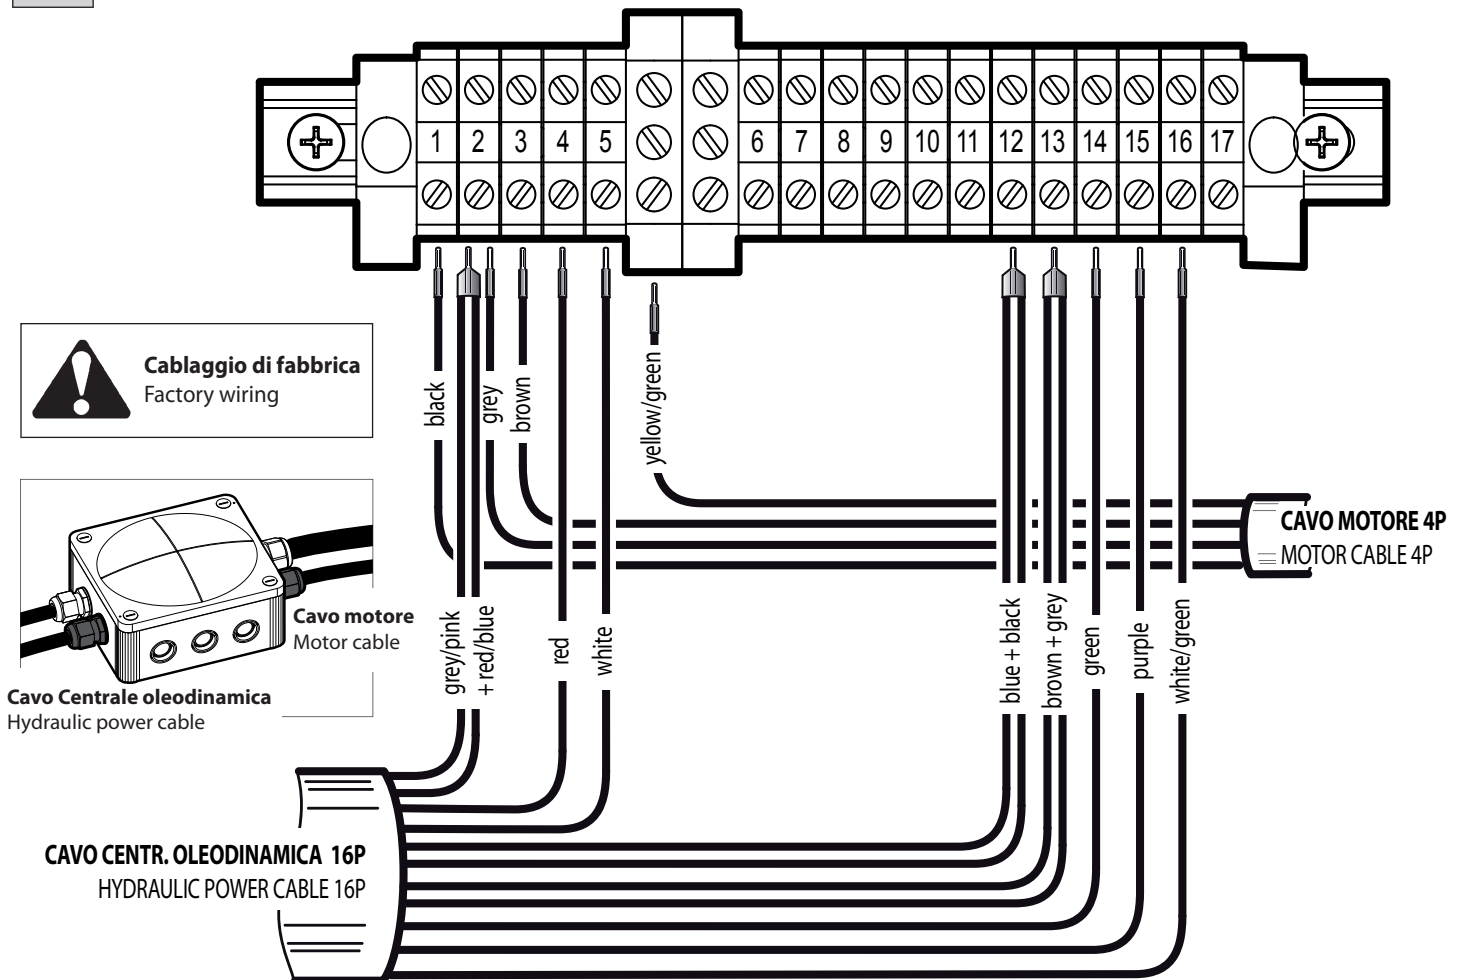 1 2 3 4 5 6 7 8 9 10 11 12 13 14 15 16 17
Cablaggio di fabbrica
Factory wiring
black
grey
brown
yellow/green
CAVO MOTORE 4P
MOTOR CABLE 4P
Cavo motore
Motor cable
Cavo Centrale oleodinamica
Hydraulic power cable
grey/pink
+ red/blue
red
white
blue + black
brown + grey
green
purple
white/green
CAVO CENTR. OLEODINAMICA 16P
HYDRAULIC POWER CABLE 16P